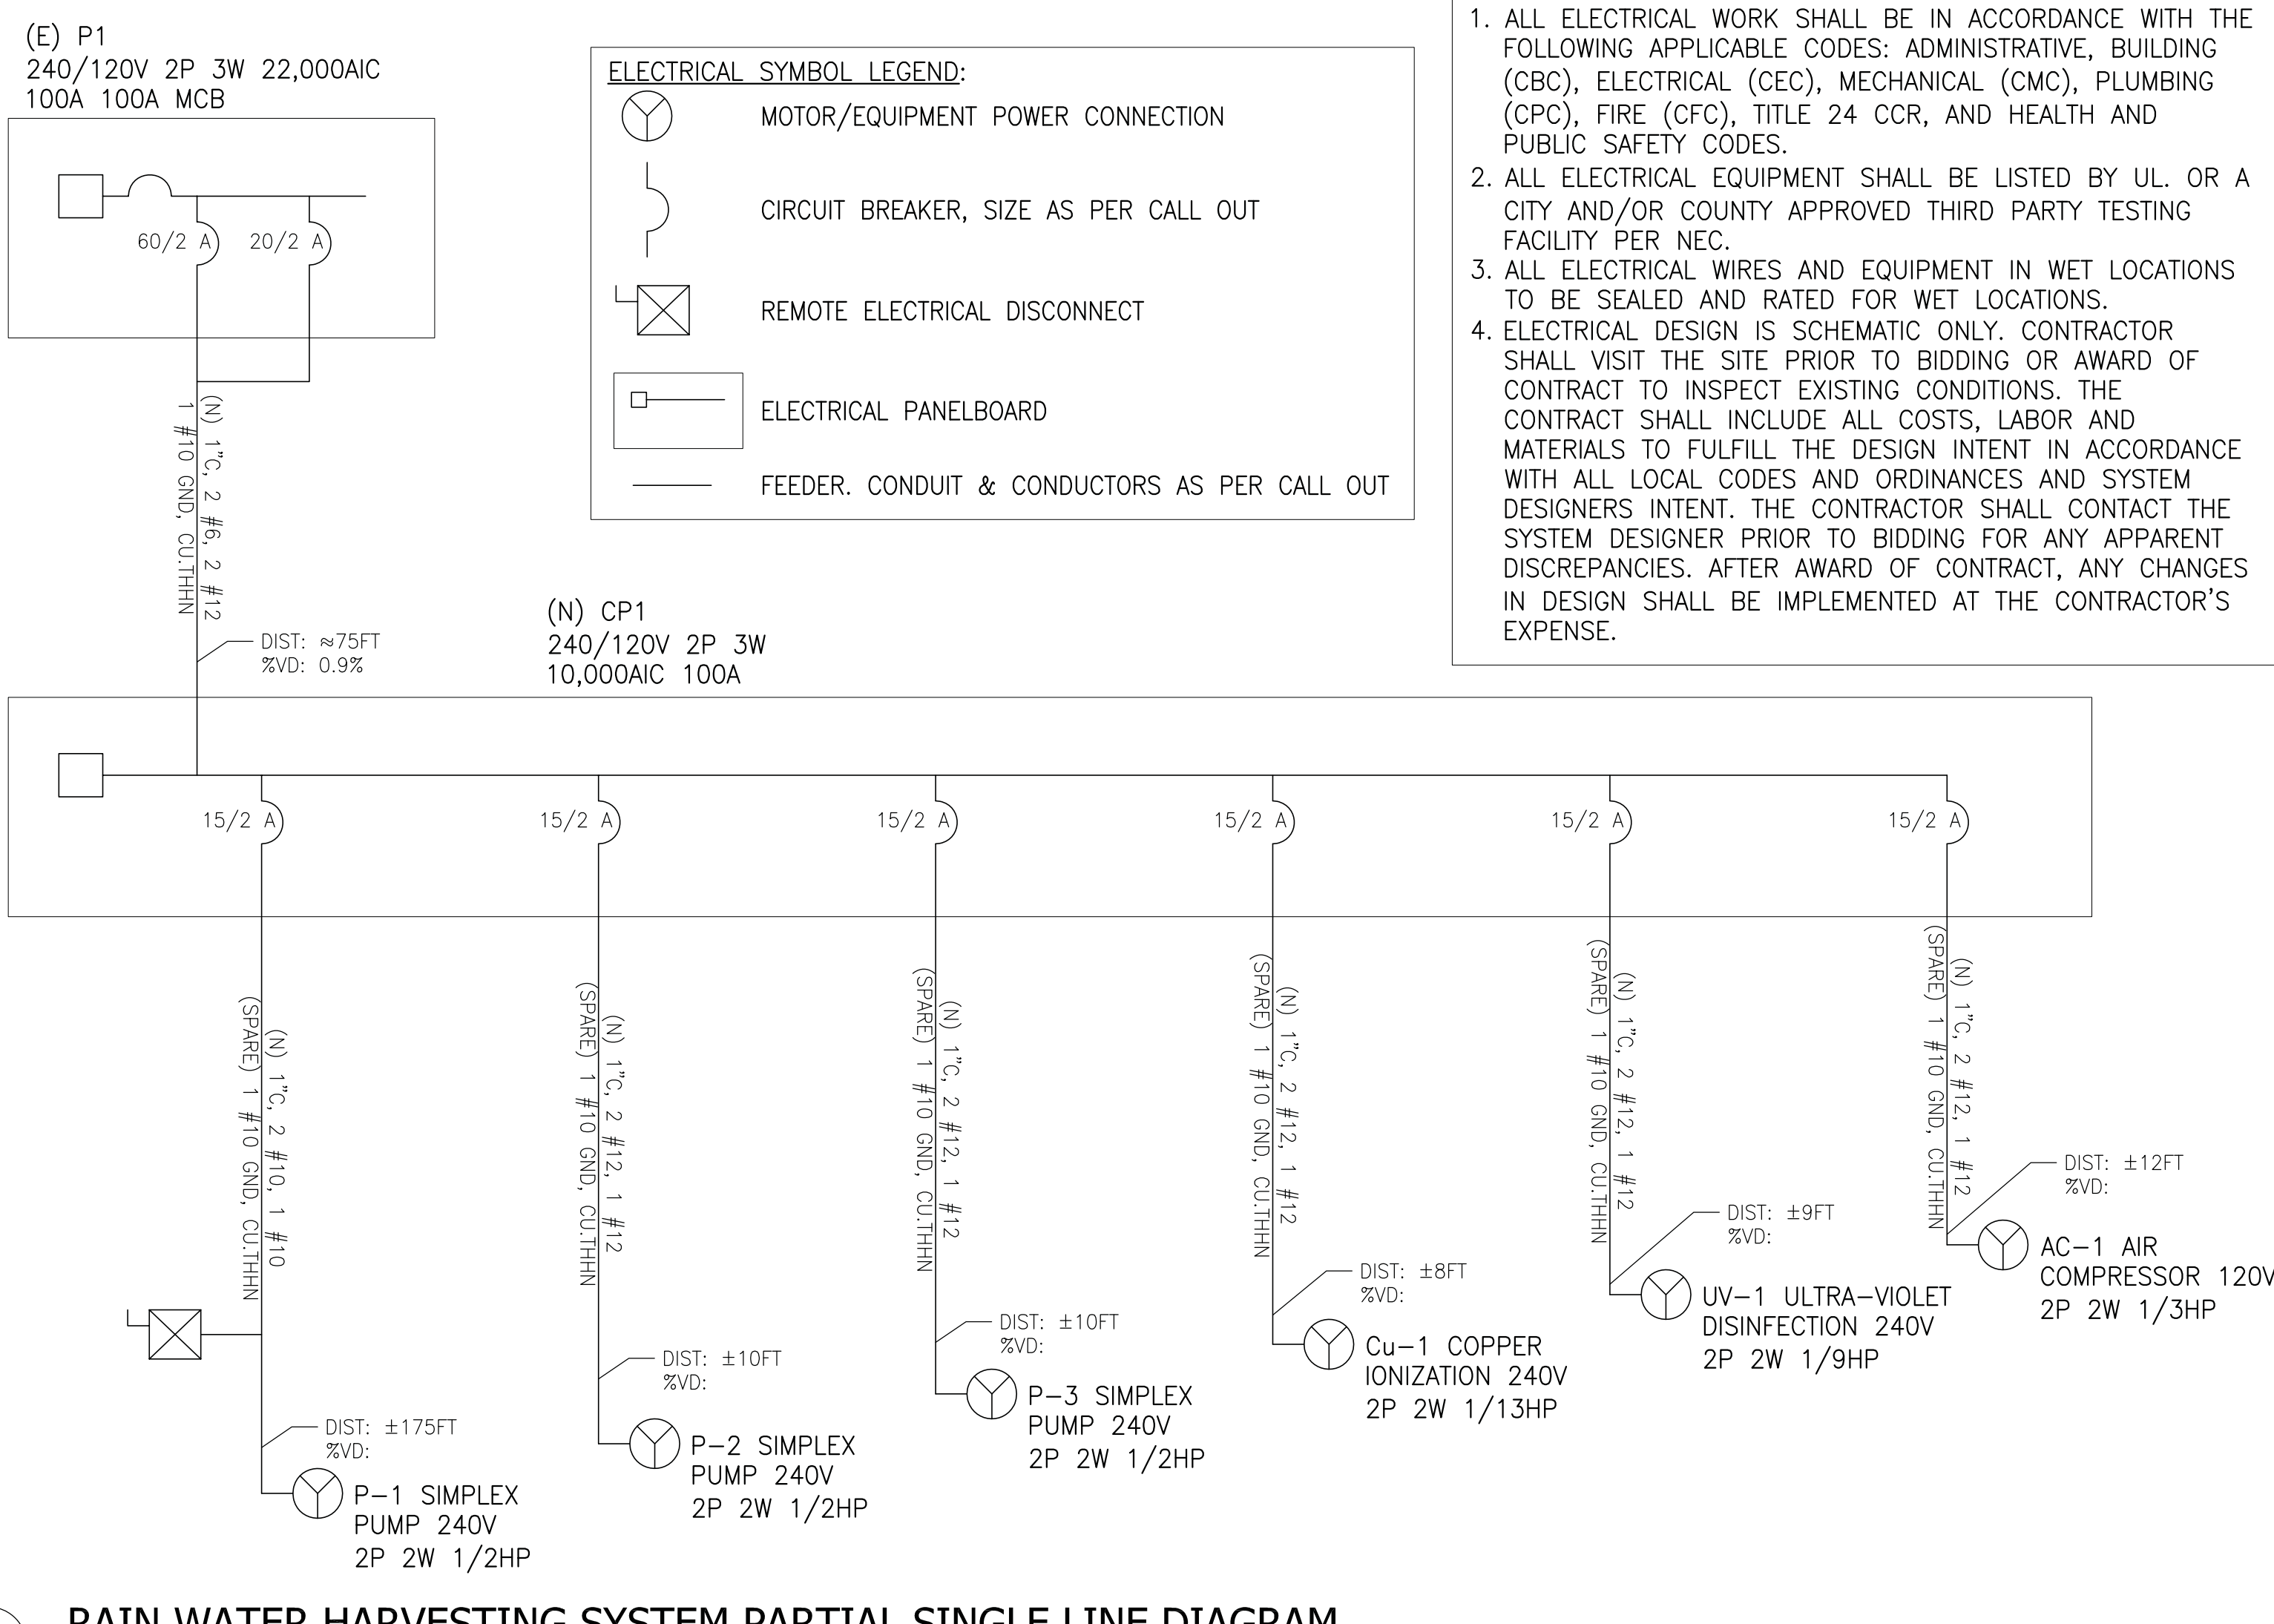 (E) P1
240/120V 2P 3W 22,000AIC
100A 100A MCB
60/2 A
20/2 A
(N) 1"C, 2 #6, 2 #12
1 #10 GND, CU.THHN
DIST: ≈75FT
%VD: 0.9%
ELECTRICAL SYMBOL LEGEND:
MOTOR/EQUIPMENT POWER CONNECTION
CIRCUIT BREAKER, SIZE AS PER CALL OUT
REMOTE ELECTRICAL DISCONNECT
ELECTRICAL PANELBOARD
FEEDER. CONDUIT & CONDUCTORS AS PER CALL OUT
1. ALL ELECTRICAL WORK SHALL BE IN ACCORDANCE WITH THE
FOLLOWING APPLICABLE CODES: ADMINISTRATIVE, BUILDING
(CBC), ELECTRICAL (CEC), MECHANICAL (CMC), PLUMBING
(CPC), FIRE (CFC), TITLE 24 CCR, AND HEALTH AND
PUBLIC SAFETY CODES.
2. ALL ELECTRICAL EQUIPMENT SHALL BE LISTED BY UL. OR A
CITY AND/OR COUNTY APPROVED THIRD PARTY TESTING
FACILITY PER NEC.
3. ALL ELECTRICAL WIRES AND EQUIPMENT IN WET LOCATIONS
TO BE SEALED AND RATED FOR WET LOCATIONS.
4. ELECTRICAL DESIGN IS SCHEMATIC ONLY. CONTRACTOR
SHALL VISIT THE SITE PRIOR TO BIDDING OR AWARD OF
CONTRACT TO INSPECT EXISTING CONDITIONS. THE
CONTRACT SHALL INCLUDE ALL COSTS, LABOR AND
MATERIALS TO FULFILL THE DESIGN INTENT IN ACCORDANCE
WITH ALL LOCAL CODES AND ORDINANCES AND SYSTEM
DESIGNERS INTENT. THE CONTRACTOR SHALL CONTACT THE
SYSTEM DESIGNER PRIOR TO BIDDING FOR ANY APPARENT
DISCREPANCIES. AFTER AWARD OF CONTRACT, ANY CHANGES
IN DESIGN SHALL BE IMPLEMENTED AT THE CONTRACTOR'S
EXPENSE.
(N) CP1
240/120V 2P 3W
10,000AIC 100A
15/2 A
15/2 A
15/2 A
15/2 A
15/2 A
15/2 A
(N) 1"C, 2 #10, 1 #10
(SPARE) 1 #10 GND, CU.THHN
DIST: ±175FT
%VD:
P-1 SIMPLEX
PUMP 240V
2P 2W 1/2HP
(N) 1"C, 2 #12, 1 #12
(SPARE) 1 #10 GND, CU.THHN
DIST: ±10FT
%VD:
P-2 SIMPLEX
PUMP 240V
2P 2W 1/2HP
(N) 1"C, 2 #12, 1 #12
(SPARE) 1 #10 GND, CU.THHN
DIST: ±10FT
%VD:
P-3 SIMPLEX
PUMP 240V
2P 2W 1/2HP
(N) 1"C, 2 #12, 1 #12
(SPARE) 1 #10 GND, CU.THHN
DIST: ±8FT
%VD:
Cu-1 COPPER
IONIZATION 240V
2P 2W 1/13HP
(N) 1"C, 2 #12, 1 #12
(SPARE) 1 #10 GND, CU.THHN
DIST: ±9FT
%VD:
UV-1 ULTRA-VIOLET
DISINFECTION 240V
2P 2W 1/9HP
(N) 1"C, 2 #12, 1 #12
(SPARE) 1 #10 GND, CU.THHN
DIST: ±12FT
%VD:
AC-1 AIR
COMPRESSOR 120V
2P 2W 1/3HP
RAIN WATER HARVESTING SYSTEM PARTIAL SINGLE LINE DIAGRAM